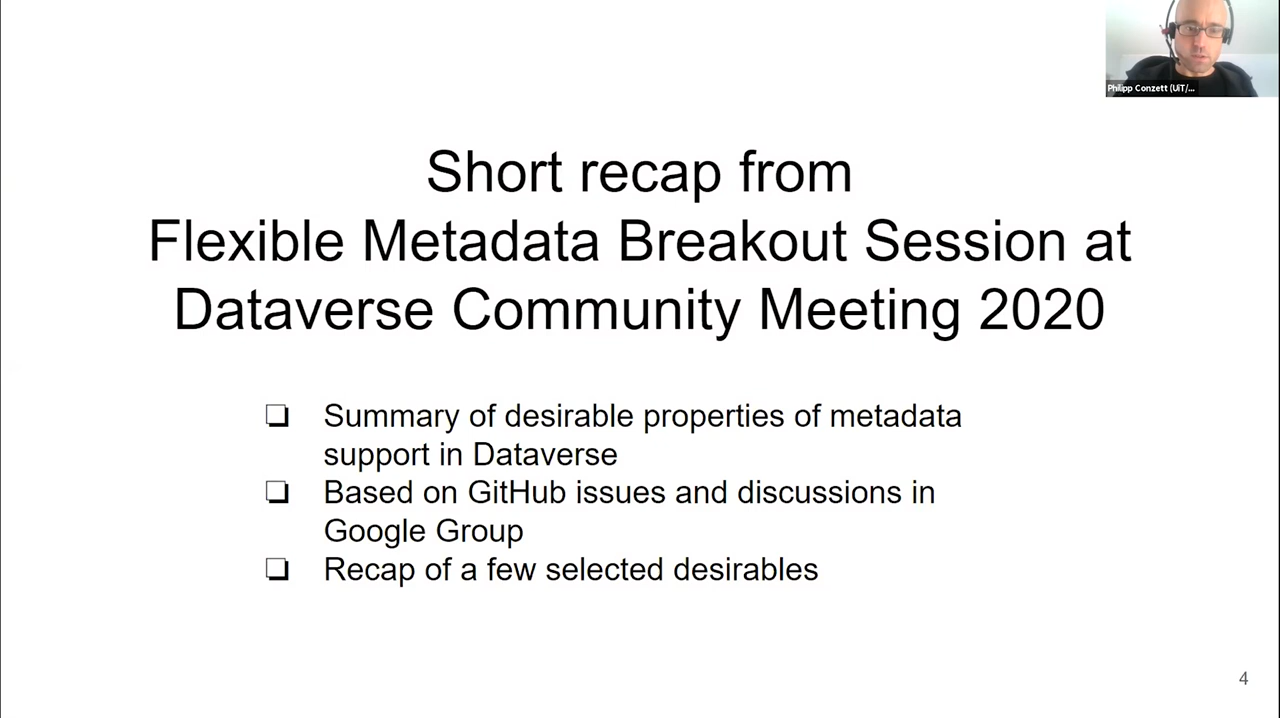 Philipp Conzett (UiT/...
Short recap from
Flexible Metadata Breakout Session at
Dataverse Community Meeting 2020
❏ Summary of desirable properties of metadata
support in Dataverse
❏ Based on GitHub issues and discussions in
Google Group
❏ Recap of a few selected desirables
4